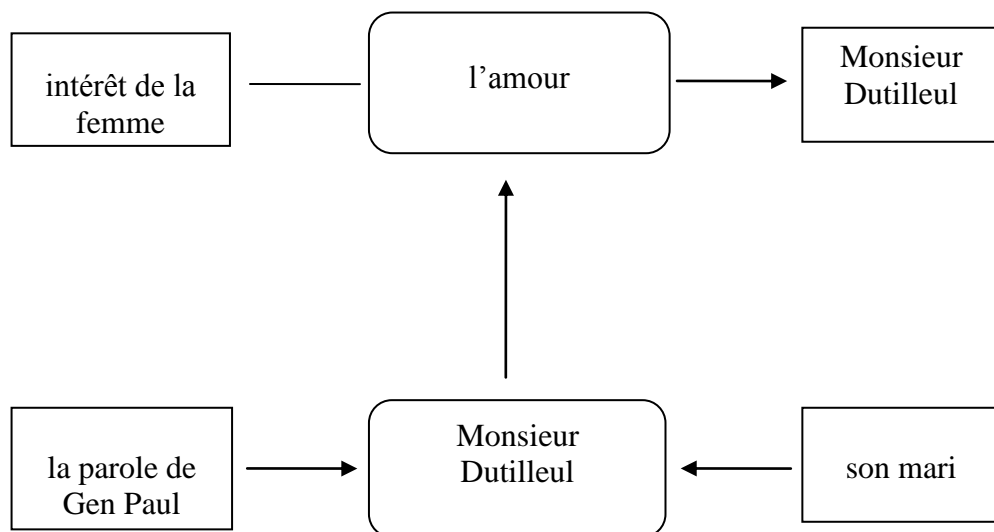 intérêt de la
femme
l’amour
Monsieur
Dutilleul
la parole de
Gen Paul
Monsieur
Dutilleul
son mari